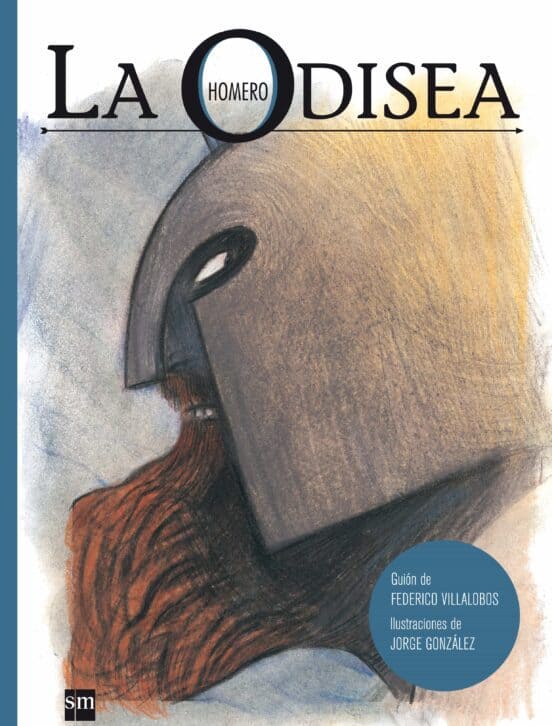 LA ODISEA
HOMERO
Guión de
FEDERICO VILLALOBOS
Ilustraciones de
JORGE GONZÁLEZ
sm